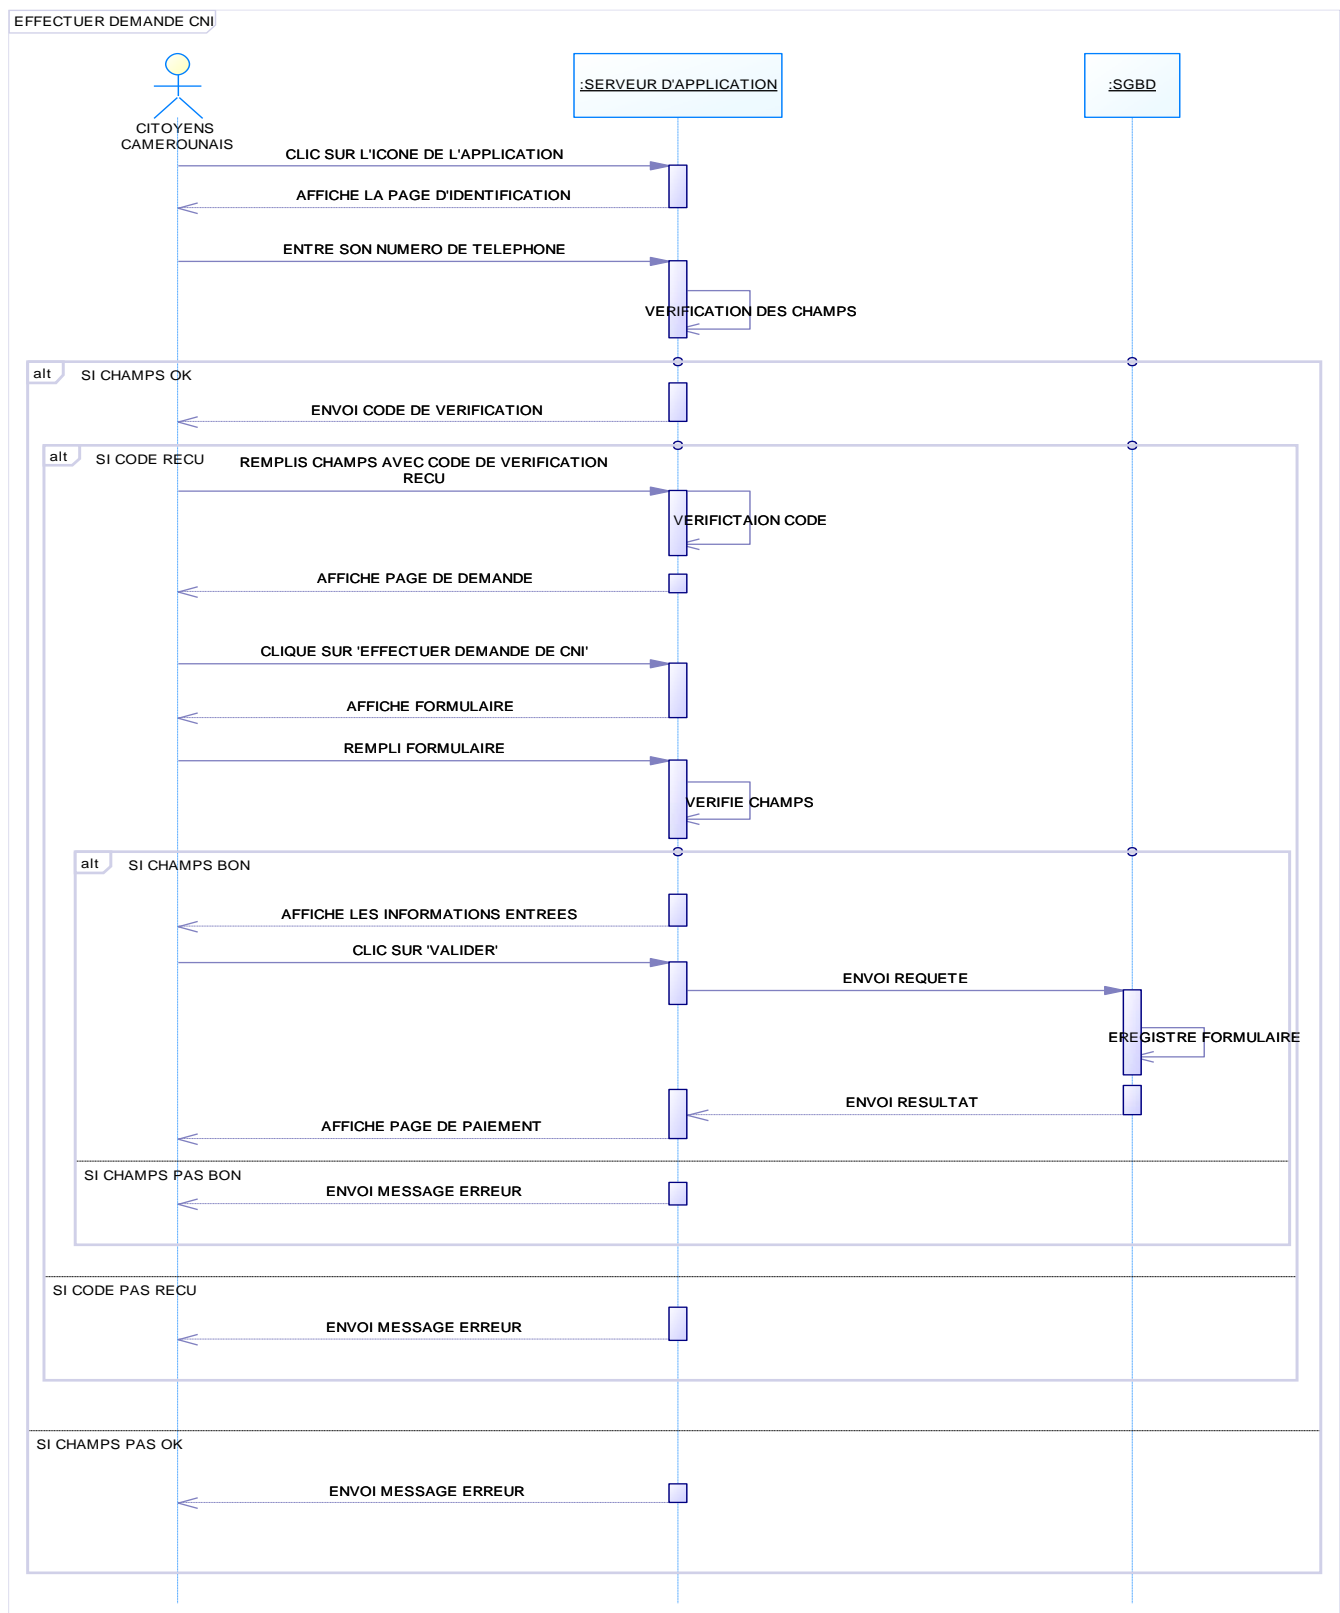 EFFECTUER DEMANDE CNI
:SERVEUR D'APPLICATION
:SGBD
CITOYENS
CAMEROUNAIS
CLIC SUR L'ICONE DE L'APPLICATION
AFFICHE LA PAGE D'IDENTIFICATION
ENTRE SON NUMERO DE TELEPHONE
VERIFICATION DES CHAMPS
alt
SI CHAMPS OK
ENVOI CODE DE VERIFICATION
alt
SI CODE RECU
REMPLIS CHAMPS AVEC CODE DE VERIFICATION
RECU
VERIFICTAION CODE
AFFICHE PAGE DE DEMANDE
CLIQUE SUR 'EFFECTUER DEMANDE DE CNI'
AFFICHE FORMULAIRE
REMPLI FORMULAIRE
VERIFIE CHAMPS
alt
SI CHAMPS BON
AFFICHE LES INFORMATIONS ENTREES
CLIC SUR 'VALIDER'
ENVOI REQUETE
EREGISTRE FORMULAIRE
ENVOI RESULTAT
AFFICHE PAGE DE PAIEMENT
SI CHAMPS PAS BON
ENVOI MESSAGE ERREUR
SI CODE PAS RECU
ENVOI MESSAGE ERREUR
SI CHAMPS PAS OK
ENVOI MESSAGE ERREUR